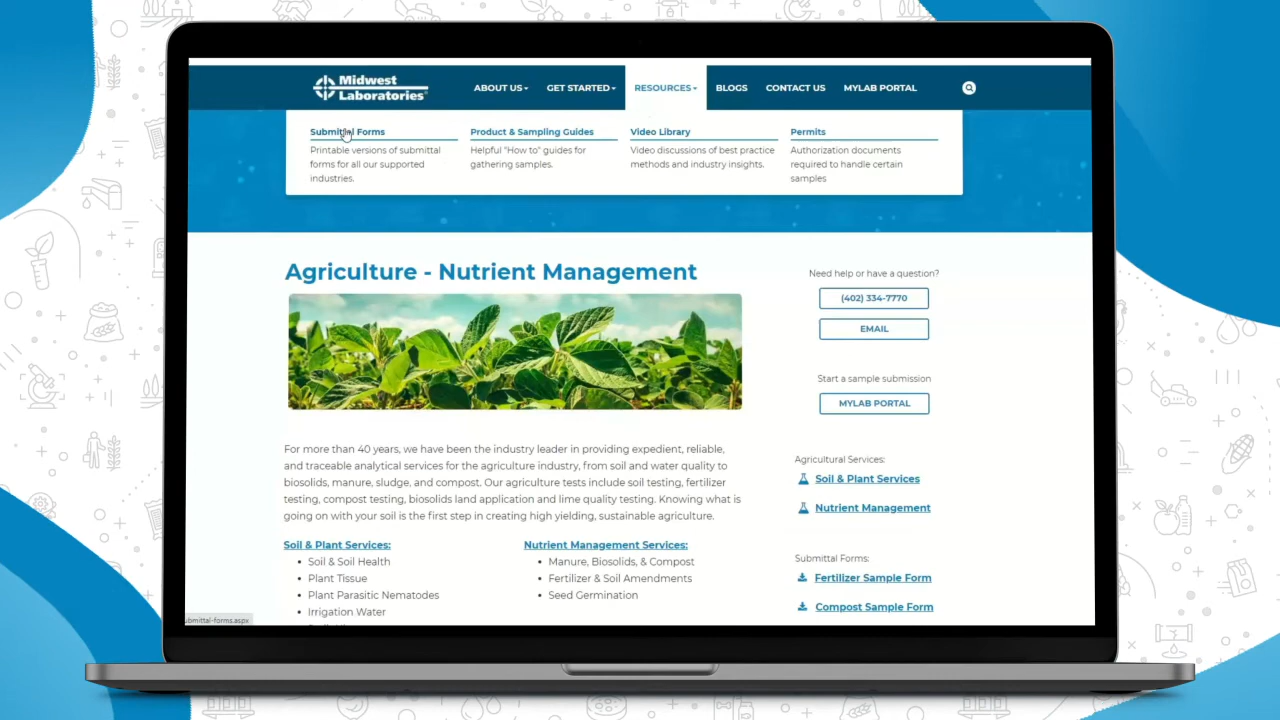 Midwest
Laboratories®
ABOUT US
GET STARTED
RESOURCES
BLOGS
CONTACT US
MYLAB PORTAL
Submittal Forms
Printable versions of submittal
forms for all our supported
industries.
Product & Sampling Guides
Helpful "How to" guides for
gathering samples.
Video Library
Video discussions of best practice
methods and industry insights.
Permits
Authorization documents
required to handle certain
samples
Agriculture - Nutrient Management
For more than 40 years, we have been the industry leader in providing expedient, reliable,
and traceable analytical services for the agriculture industry, from soil and water quality to
biosolids, manure, sludge, and compost. Our agriculture tests include soil testing, fertilizer
testing, compost testing, biosolids land application and lime quality testing. Knowing what is
going on with your soil is the first step in creating high yielding, sustainable agriculture.
Soil & Plant Services:
• Soil & Soil Health
• Plant Tissue
• Plant Parasitic Nematodes
• Irrigation Water
Nutrient Management Services:
• Manure, Biosolids, & Compost
• Fertilizer & Soil Amendments
• Seed Germination
Need help or have a question?
(402) 334-7770
EMAIL
Start a sample submission
MYLAB PORTAL
Agricultural Services:
Soil & Plant Services
Nutrient Management
Submittal Forms:
Fertilizer Sample Form
Compost Sample Form
ubmittal-forms.aspx